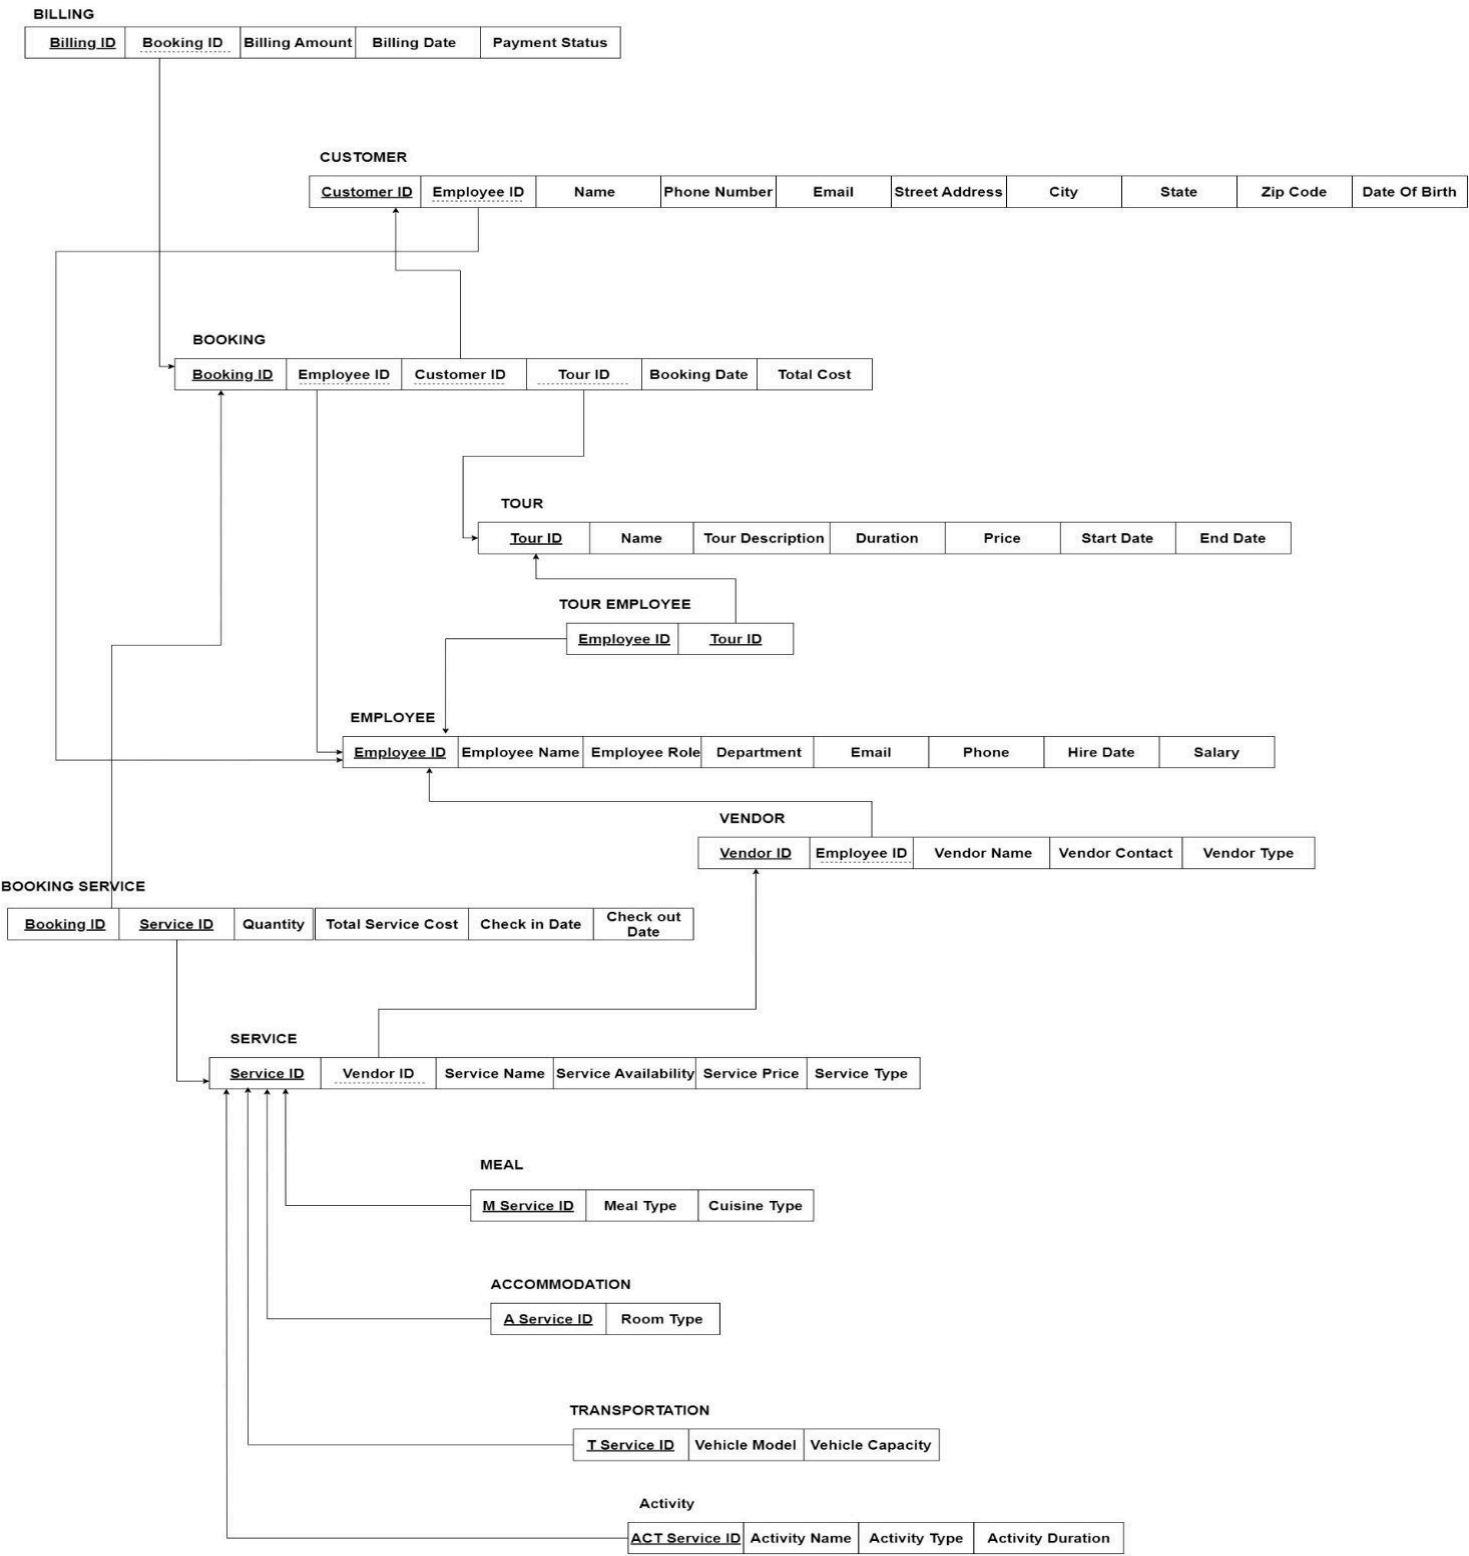 BILLING
Billing ID Booking ID Billing Amount Billing Date Payment Status
CUSTOMER
Customer ID Employee ID Name Phone Number Email Street Address City State Zip Code Date Of Birth
BOOKING
Booking ID Employee ID Customer ID Tour ID Booking Date Total Cost
TOUR
Tour ID Name Tour Description Duration Price Start Date End Date
TOUR EMPLOYEE
Employee ID Tour ID
EMPLOYEE
Employee ID Employee Name Employee Role Department Email Phone Hire Date Salary
VENDOR
Vendor ID Employee ID Vendor Name Vendor Contact Vendor Type
BOOKING SERVICE
Booking ID Service ID Quantity Total Service Cost Check in Date Check out
Date
SERVICE
Service ID Vendor ID Service Name Service Availability Service Price Service Type
MEAL
M Service ID Meal Type Cuisine Type
ACCOMMODATION
A Service ID Room Type
TRANSPORTATION
T Service ID Vehicle Model Vehicle Capacity
Activity
ACT Service ID Activity Name Activity Type Activity Duration